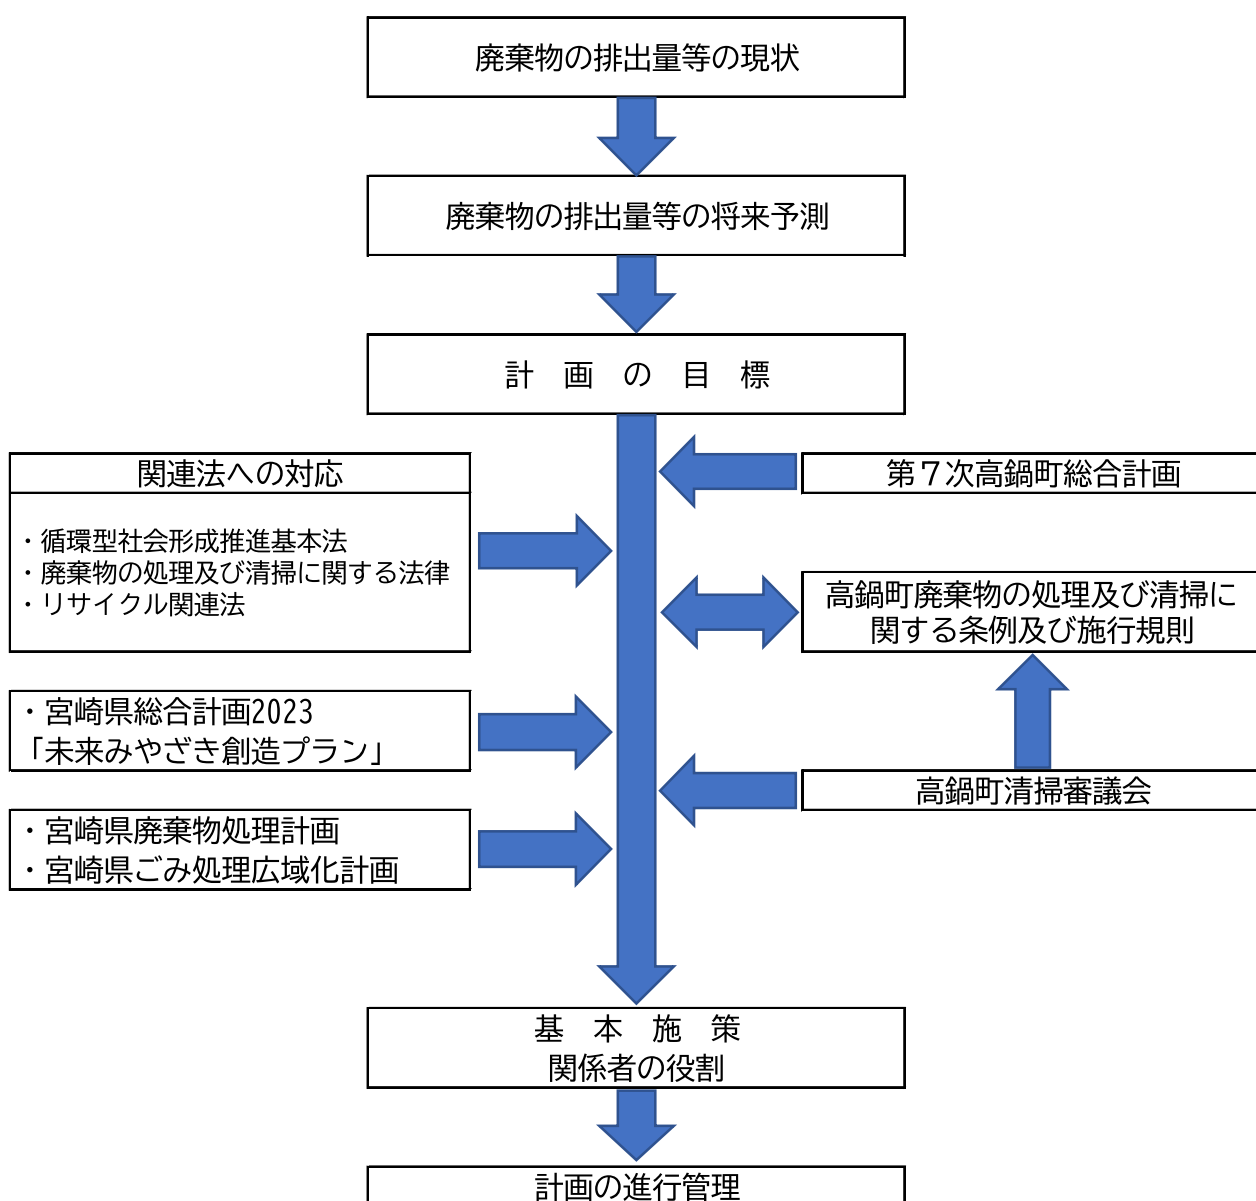 廃棄物の排出量等の現状
廃棄物の排出量等の将来予測
計　画　の　目　標
関連法への対応
・循環型社会形成推進基本法
・廃棄物の処理及び清掃に関する法律
・リサイクル関連法
・宮崎県総合計画2023
「未来みやざき創造プラン」
・宮崎県廃棄物処理計画
・宮崎県ごみ処理広域化計画
第７次高鍋町総合計画
高鍋町廃棄物の処理及び清掃に
関する条例及び施行規則
高鍋町清掃審議会
基　本　施　策
関係者の役割
計画の進行管理